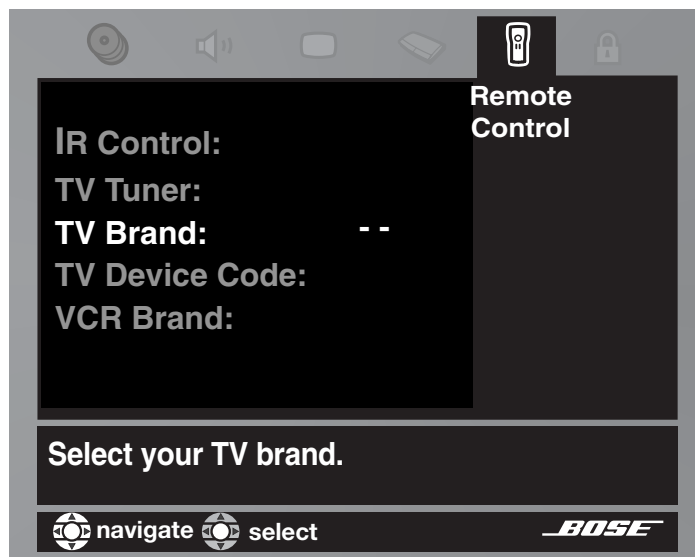 Remote
Control
IR Control:
TV Tuner:
TV Brand: - -
TV Device Code:
VCR Brand:
Select your TV brand.
navigate select BOSE